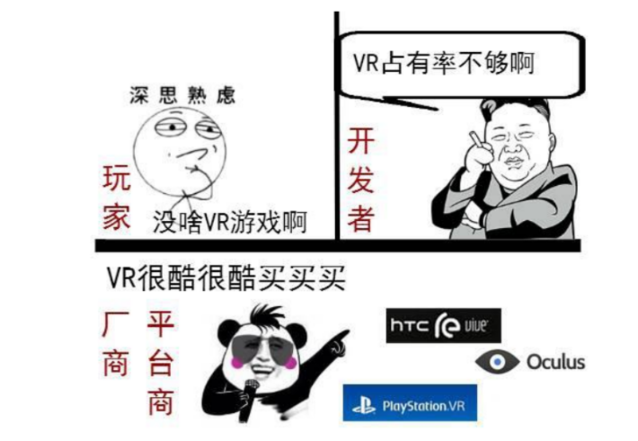 深思熟虑
玩家
没啥VR游戏啊
VR占有率不够啊
开发者
VR很酷很酷买买买
厂商
平台商
hTC re vive
Oculus
PlayStation.VR